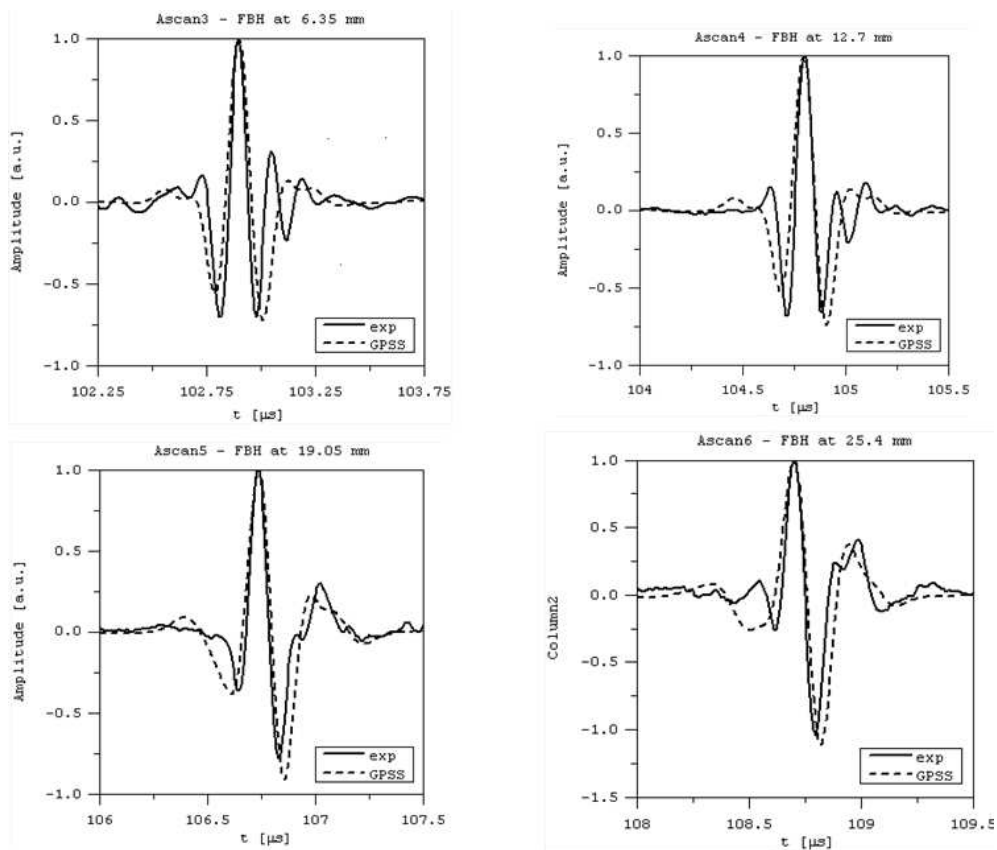 Ascan3 - FBH at 6.35 mm
1.0
0.5
0.0
-0.5
-1.0
Amplitude [a.u.]
exp
GPSS
102.25 102.75 103.25 103.75
t [µs]
Ascan4 - FBH at 12.7 mm
1.0
0.5
0.0
-0.5
-1.0
Amplitude [a.u.]
exp
GPSS
104 104.5 105 105.5
t [µs]
Ascan5 - FBH at 19.05 mm
1.0
0.5
0.0
-0.5
-1.0
Amplitude [a.u.]
exp
GPSS
106 106.5 107 107.5
t [µs]
Ascan6 - FBH at 25.4 mm
1.0
0.5
0.0
-0.5
-1.0
-1.5
Column2
exp
GPSS
108 108.5 109 109.5
t [µs]